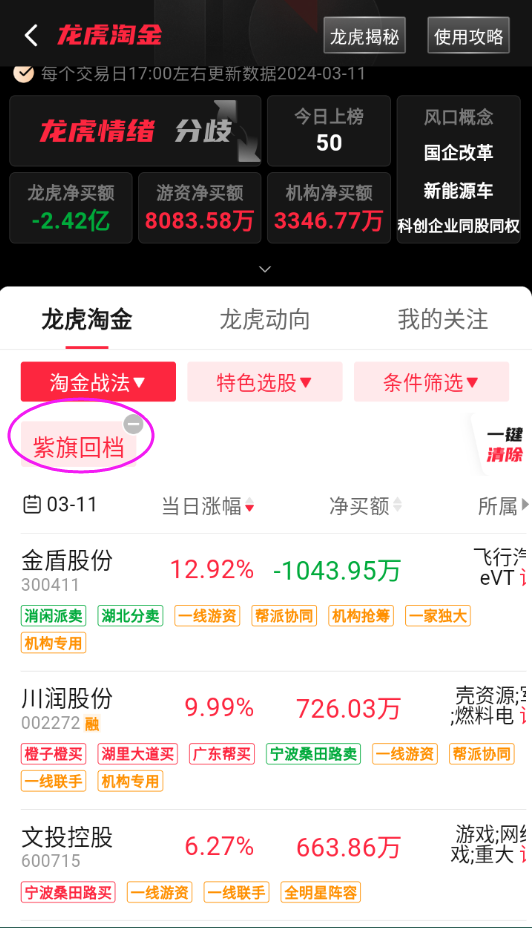 龙虎淘金
龙虎揭秘
使用攻略
每个交易日17:00左右更新数据2024-03-11
龙虎情绪 分歧
今日上榜
50
风口概念
国企改革
新能源车
科创企业同股同权
龙虎净买额
-2.42亿
游资净买额
8083.58万
机构净买额
3346.77万
龙虎淘金 龙虎动向 我的关注
淘金战法▼ 特色选股▼ 条件筛选▼
紫旗回档
一键
清除
03-11 当日涨幅 净买额 所属
金盾股份 12.92% -1043.95万
300411
飞行汽
eVT
消闲派卖 湖北分卖 一线游资 帮派协同 机构抢筹 一家独大
机构专用
川润股份 9.99% 726.03万
002272 融
壳资源;军
;燃料电
橙子橙买 湖里大道买 广东帮买 宁波桑田路卖 一线游资 帮派协同
一线联手 机构专用
文投控股 6.27% 663.86万
600715
游戏;网络
戏;重大
宁波桑田路买 一线游资 一线联手 全明星阵容